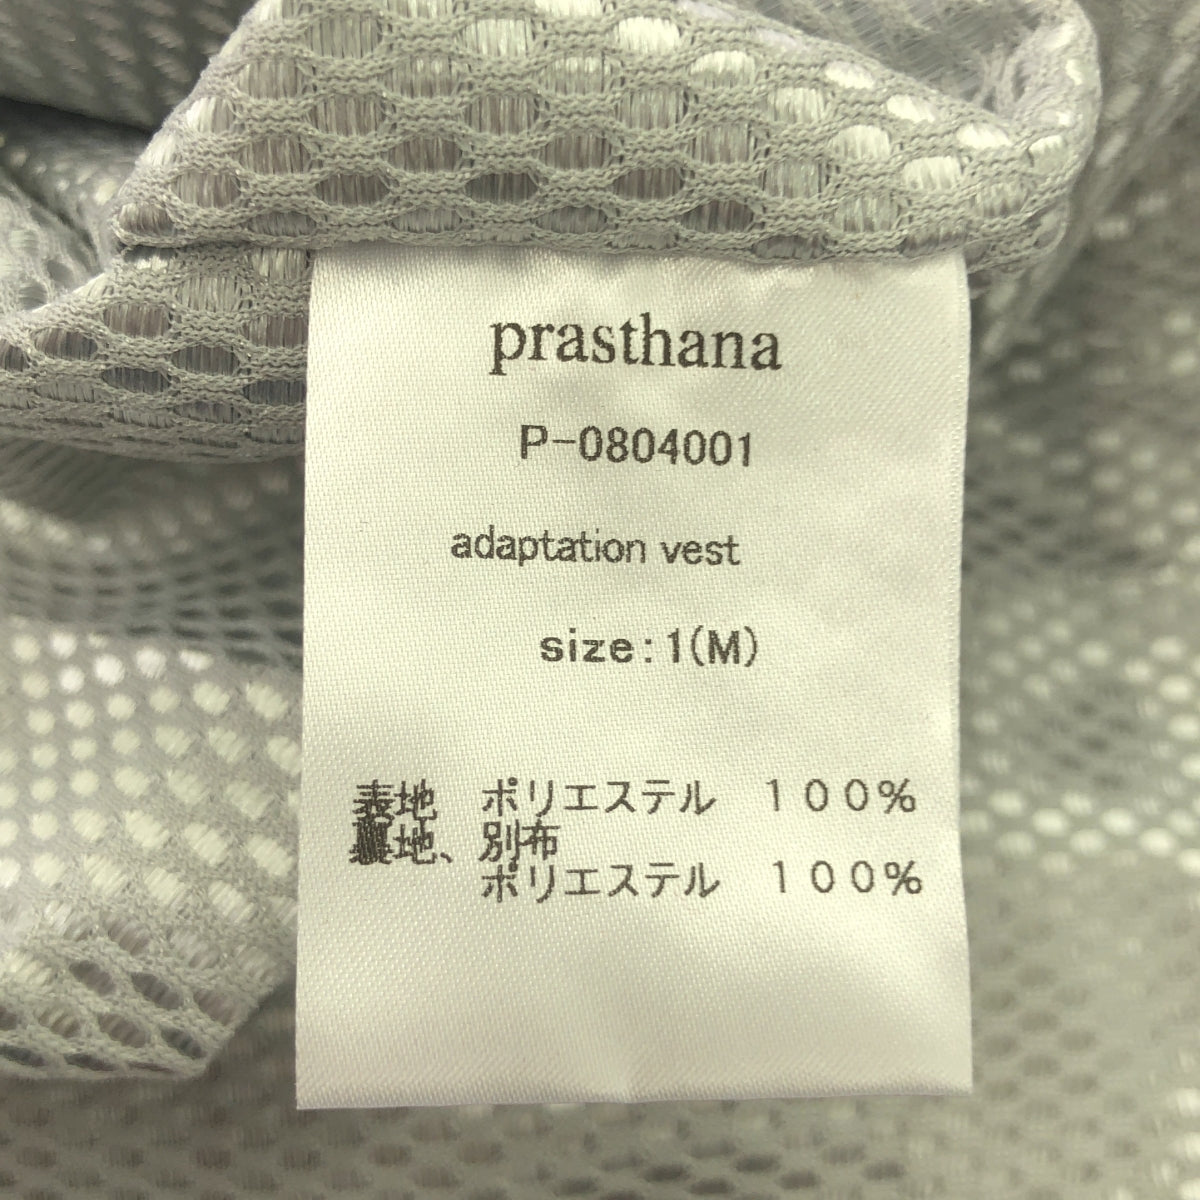 prasthana
P-0804001
adaptation vest
size:1(M)
表地　ポリエステル　１００％
裏地、別布
ポリエステル　１００％